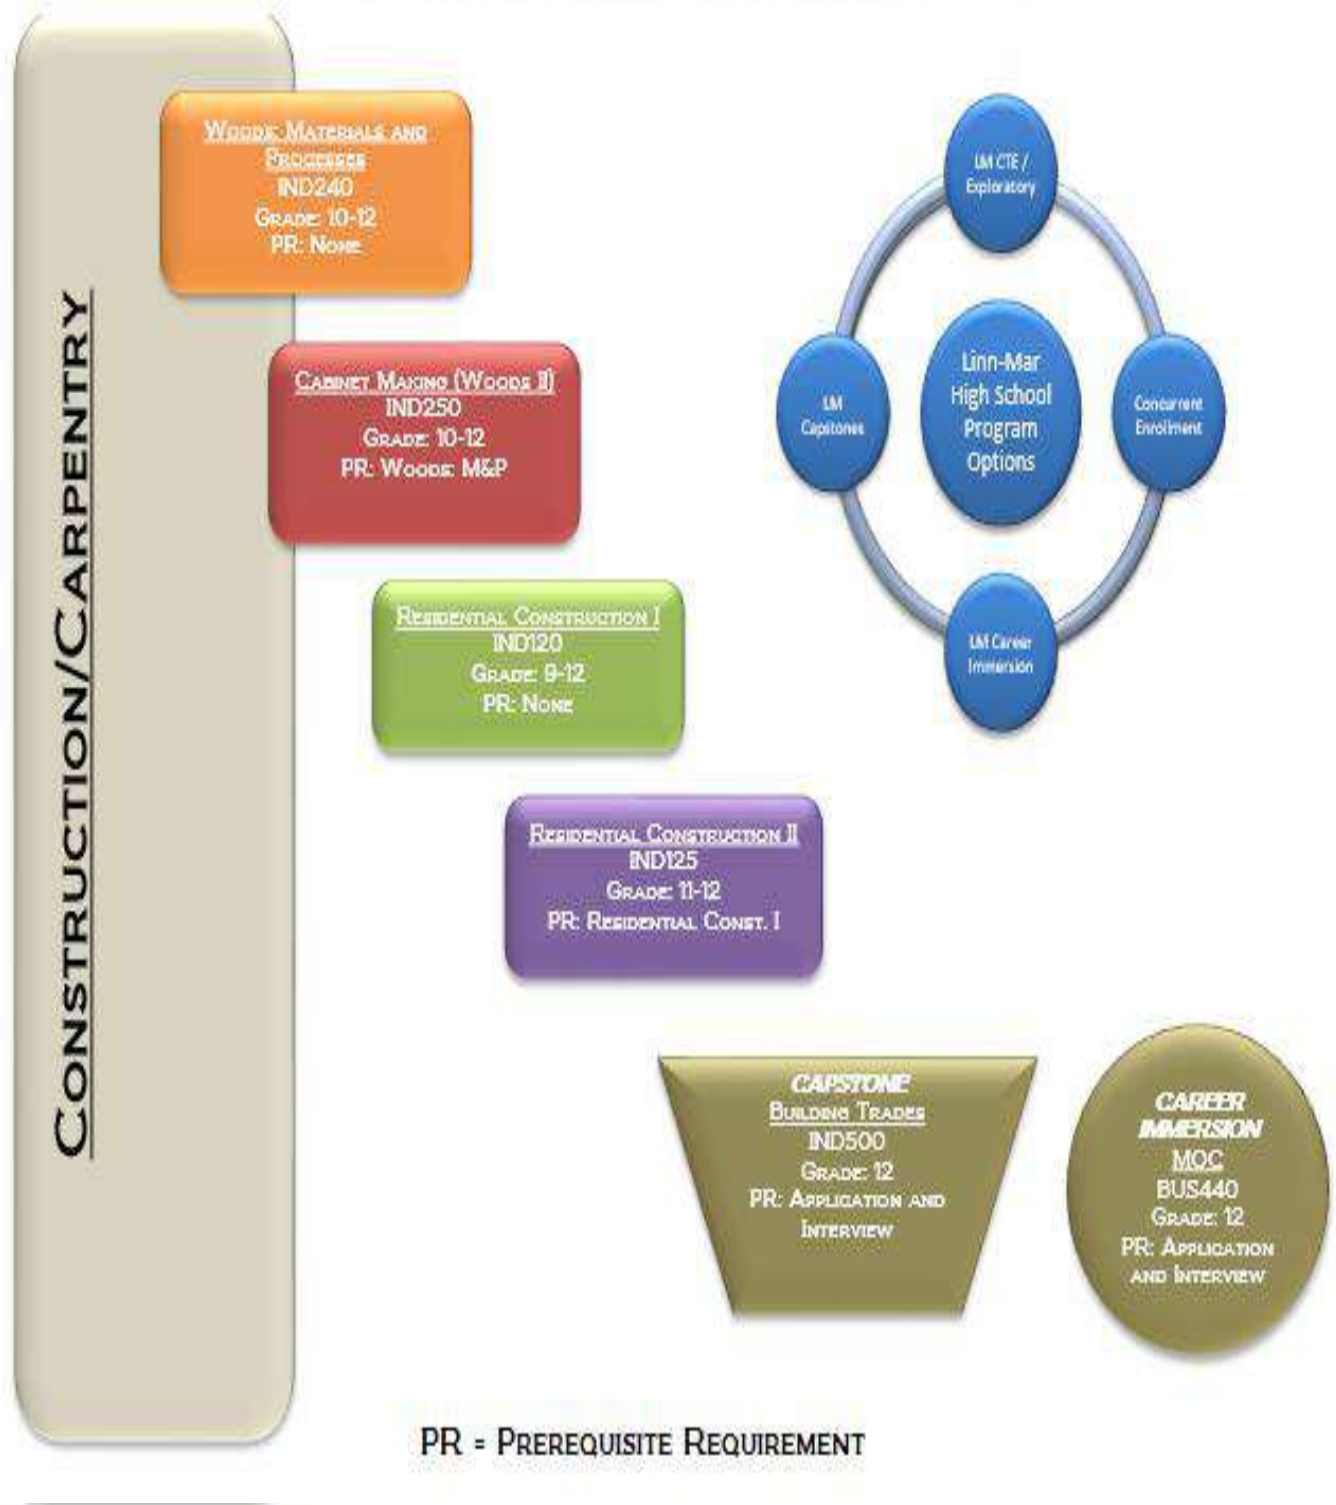 CONSTRUCTION/CARPENTRY
WOODS: MATERIALS AND
PROCESSES
IND240
GRADE: 10-12
PR: NONE
CABINET MAKING (WOODS II)
IND250
GRADE: 10-12
PR: WOODS: M&P
RESIDENTIAL CONSTRUCTION I
IND120
GRADE: 9-12
PR: NONE
RESIDENTIAL CONSTRUCTION II
IND125
GRADE: 11-12
PR: RESIDENTIAL CONST. I
LM CTE /
Exploratory
LM
Capstones
Linn-Mar
High School
Program
Options
Concurrent
Enrollment
LM Career
Immersion
CAPSTONE
BUILDING TRADES
IND500
GRADE: 12
PR: APPLICATION AND
INTERVIEW
CAREER
IMMERSION
MOC
BUS440
GRADE: 12
PR: APPLICATION
AND INTERVIEW
PR = PREREQUISITE REQUIREMENT